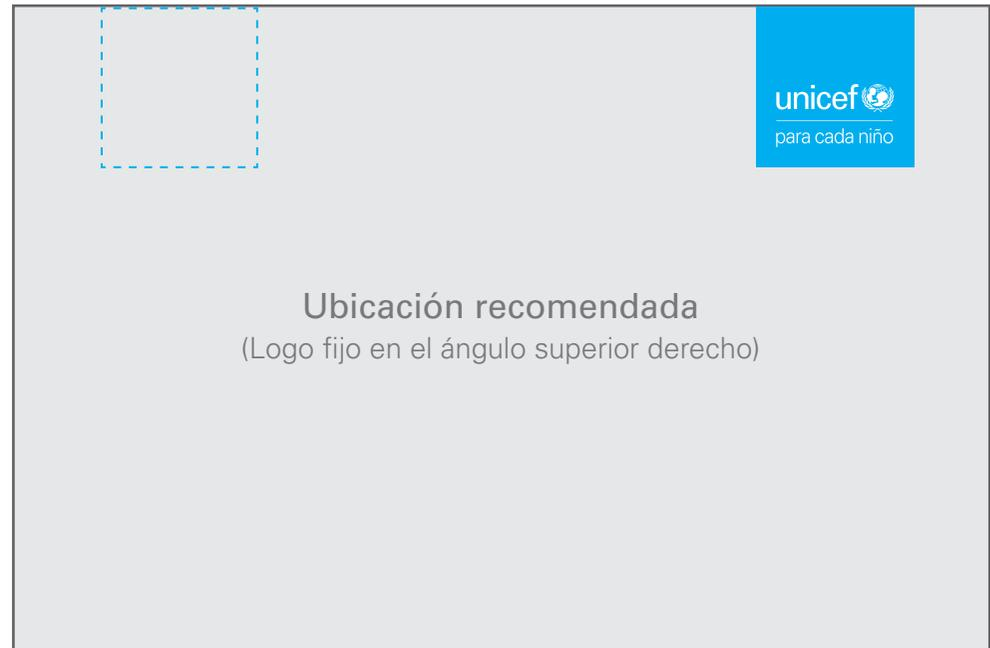 unicef
para cada niño
Ubicación recomendada
(Logo fijo en el ángulo superior derecho)